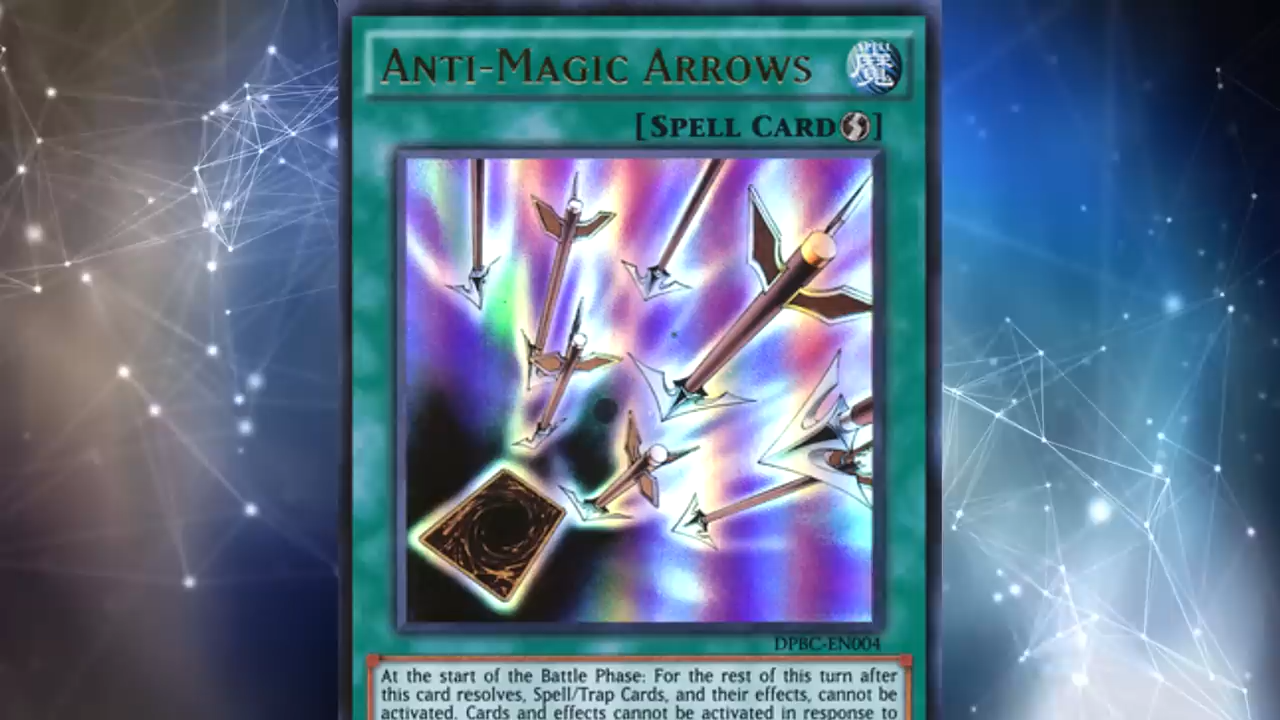 ANTI-MAGIC ARROWS 魔
[SPELL CARD]
DPBC-EN004
At the start of the Battle Phase: For the rest of this turn after
this card resolves, Spell/Trap Cards, and their effects, cannot be
activated. Cards and effects cannot be activated in response to